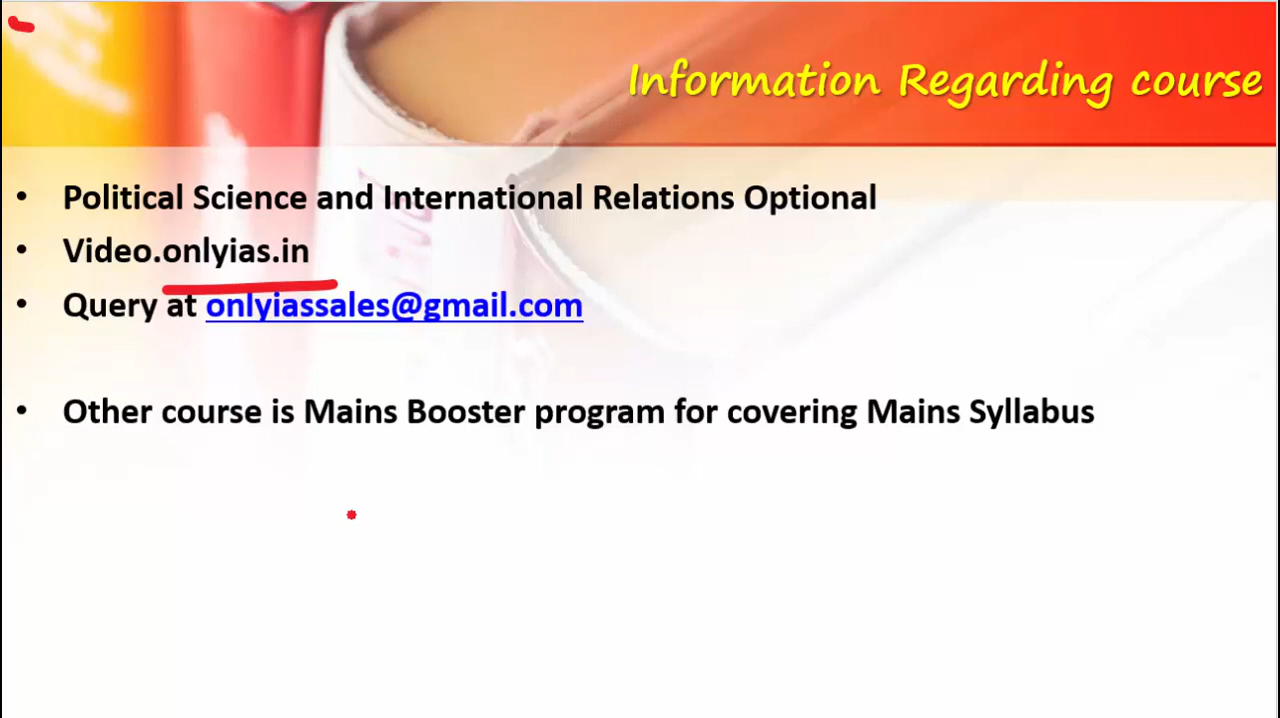 Information Regarding course
• Political Science and International Relations Optional
• Video.onlyias.in
• Query at onlyiassales@gmail.com
• Other course is Mains Booster program for covering Mains Syllabus